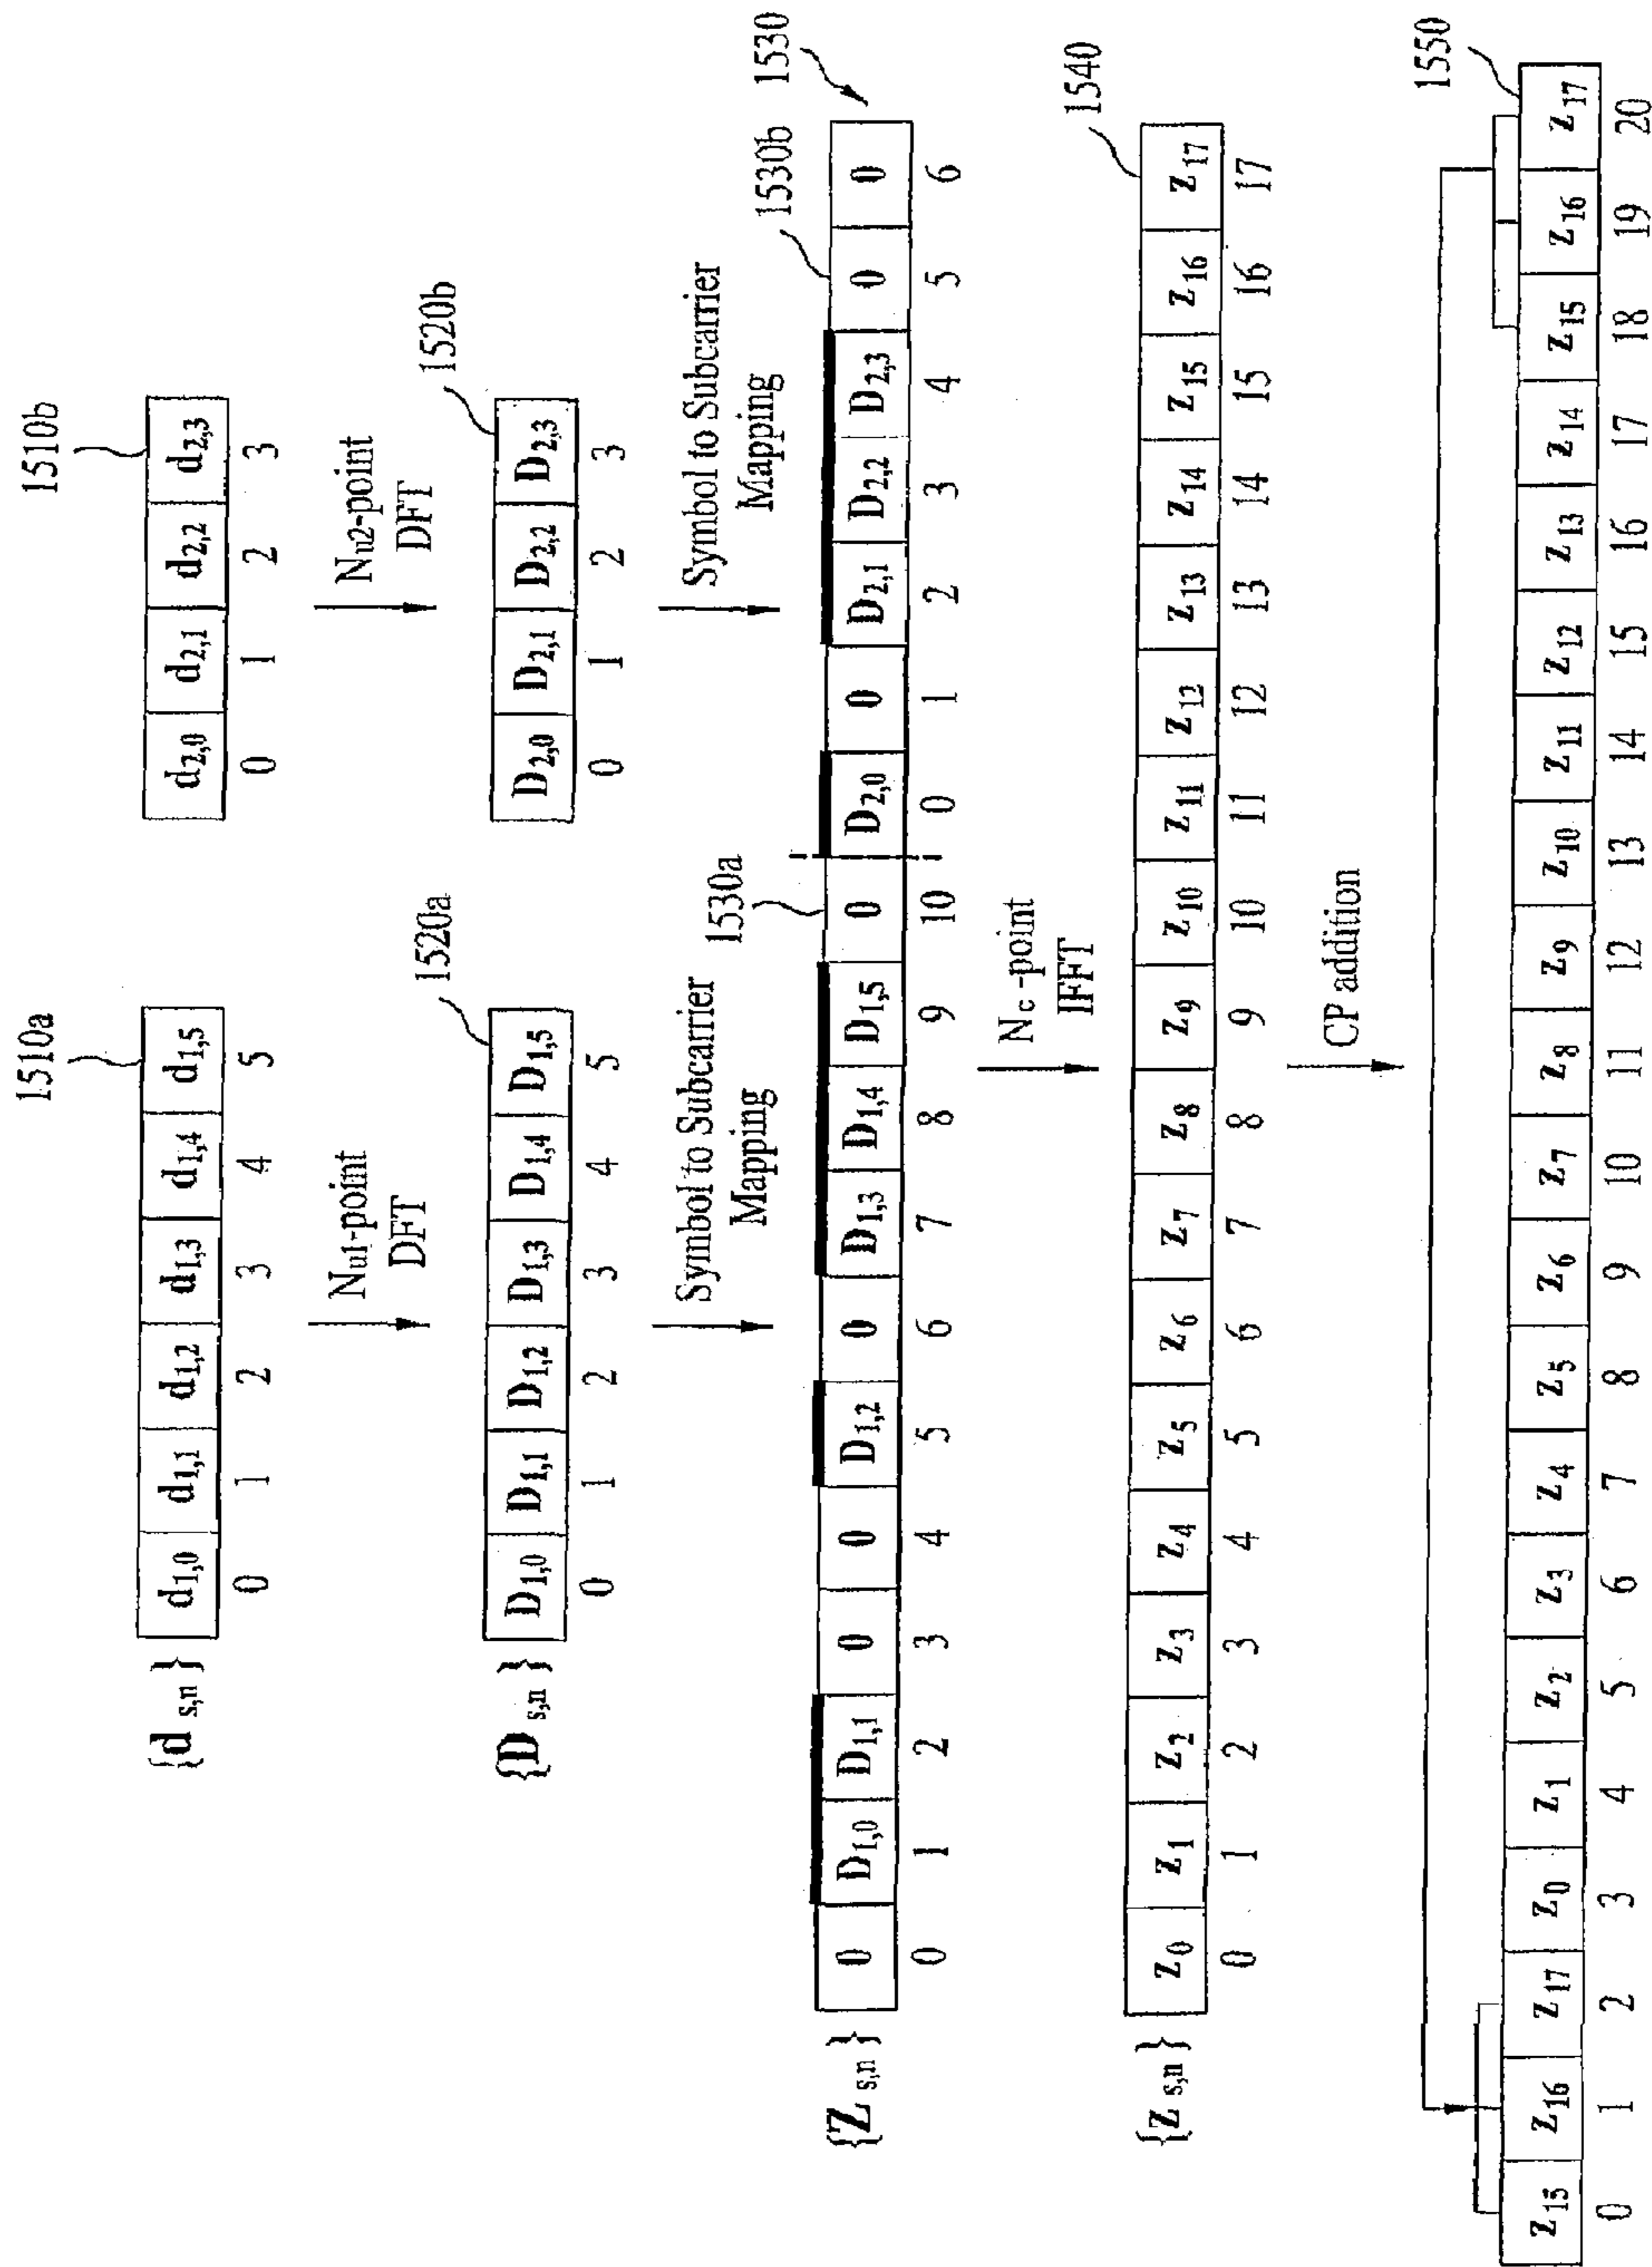 1510a
1510b
{d s,n} d1,0 d1,1 d1,2 d1,3 d1,4 d1,5 d2,0 d2,1 d2,2 d2,3
0 1 2 3 4 5 0 1 2 3
Nu1-point
DFT
Nu2-point
DFT
1520a
1520b
{D s,n} D1,0 D1,1 D1,2 D1,3 D1,4 D1,5 D2,0 D2,1 D2,2 D2,3
0 1 2 3 4 5 0 1 2 3
Symbol to Subcarrier
Mapping
Symbol to Subcarrier
Mapping
1530a
1530b
1530
{Z s,n} 0 D1,0 D1,1 0 0 D1,2 0 D1,3 D1,4 D1,5 0 D2,0 0 D2,1 D2,2 D2,3 0 0
0 1 2 3 4 5 6 7 8 9 10 0 1 2 3 4 5 6
Nc-point
IFFT
1540
{z s,n} z0 z1 z2 z3 z4 z5 z6 z7 z8 z9 z10 z11 z12 z13 z14 z15 z16 z17
0 1 2 3 4 5 6 7 8 9 10 11 12 13 14 15 16 17
CP addition
1550
z15 z16 z17 z0 z1 z2 z3 z4 z5 z6 z7 z8 z9 z10 z11 z12 z13 z14 z15 z16 z17
0 1 2 3 4 5 6 7 8 9 10 11 12 13 14 15 16 17 18 19 20